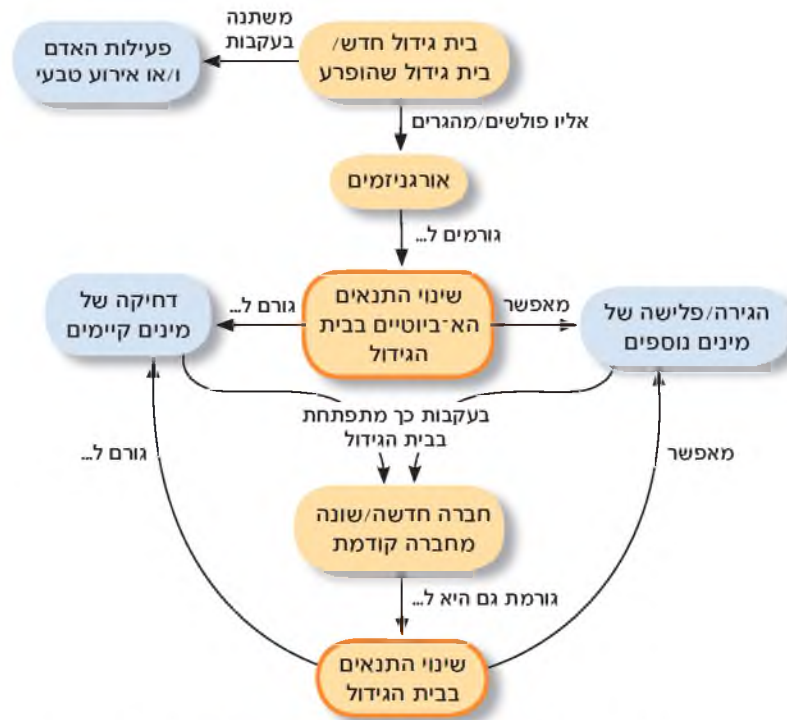 בית גידול חדש/
בית גידול שהופרע
משתנה
בעקבות
פעילות האדם
ו/או אירוע טבעי
אליו פולשים/מהגרים
אורגניזמים
גורמים ל...
שינוי התנאים
הא־ביוטיים בבית
הגידול
מאפשר
הגירה/פלישה של
מינים נוספים
גורם ל...
דחיקה של
מינים קיימים
בעקבות כך מתפתחת
בבית הגידול
חברה חדשה/שונה
מחברה קודמת
גורמת גם היא ל...
שינוי התנאים
בבית הגידול
מאפשר
גורם ל...